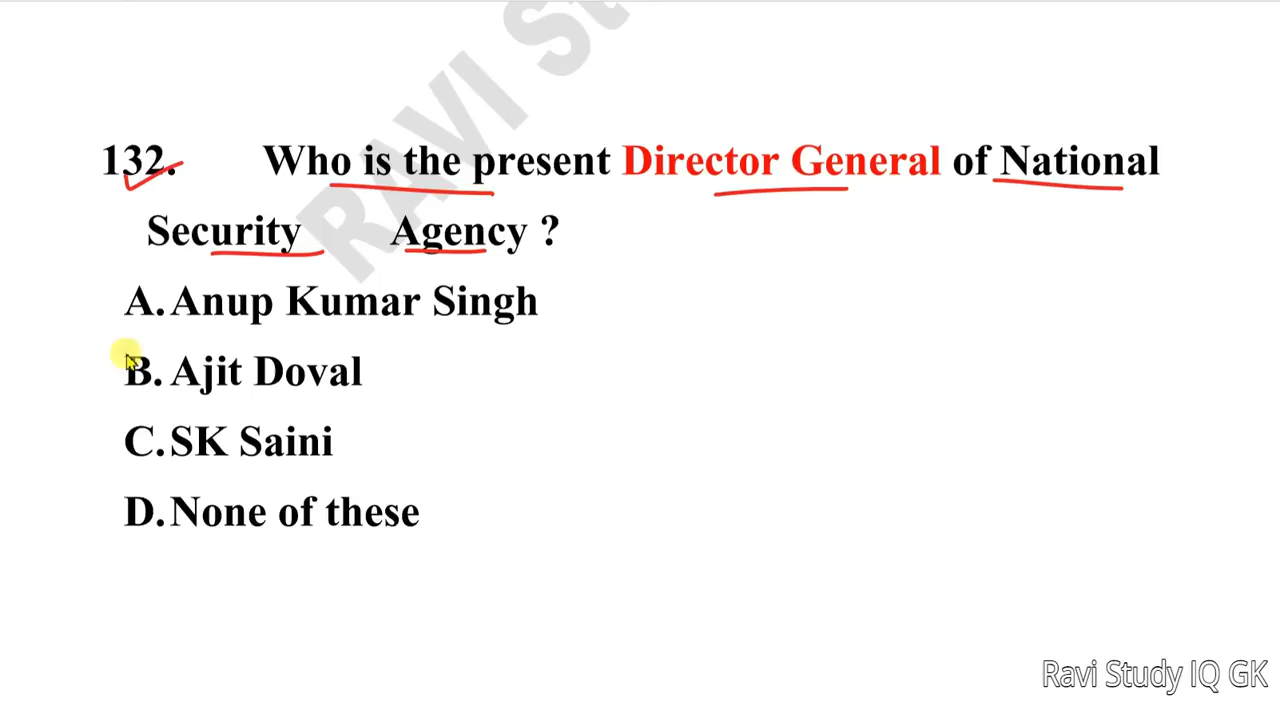 RAVI St
132. Who is the present Director General of National
Security Agency ?
A. Anup Kumar Singh
B. Ajit Doval
C. SK Saini
D. None of these
Ravi Study IQ GK